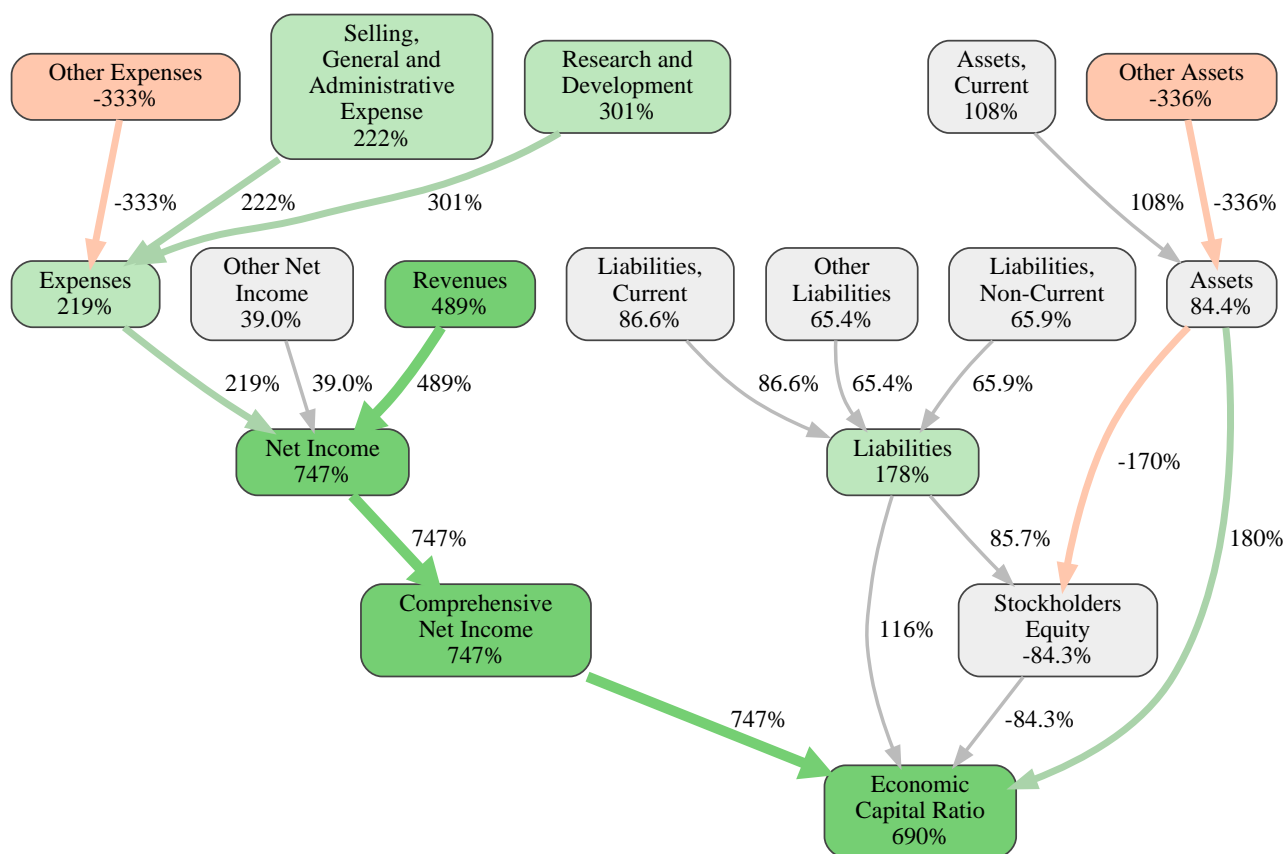 Other Expenses
-333%
Selling,
General and
Administrative
Expense
222%
Research and
Development
301%
Assets,
Current
108%
Other Assets
-336%
-333%
222%
301%
108%
-336%
Expenses
219%
Other Net
Income
39.0%
Revenues
489%
Liabilities,
Current
86.6%
Other
Liabilities
65.4%
Liabilities,
Non-Current
65.9%
Assets
84.4%
219%
39.0%
489%
86.6%
65.4%
65.9%
Net Income
747%
Liabilities
178%
-170%
747%
85.7%
180%
Comprehensive
Net Income
747%
116%
Stockholders
Equity
-84.3%
747%
-84.3%
Economic
Capital Ratio
690%